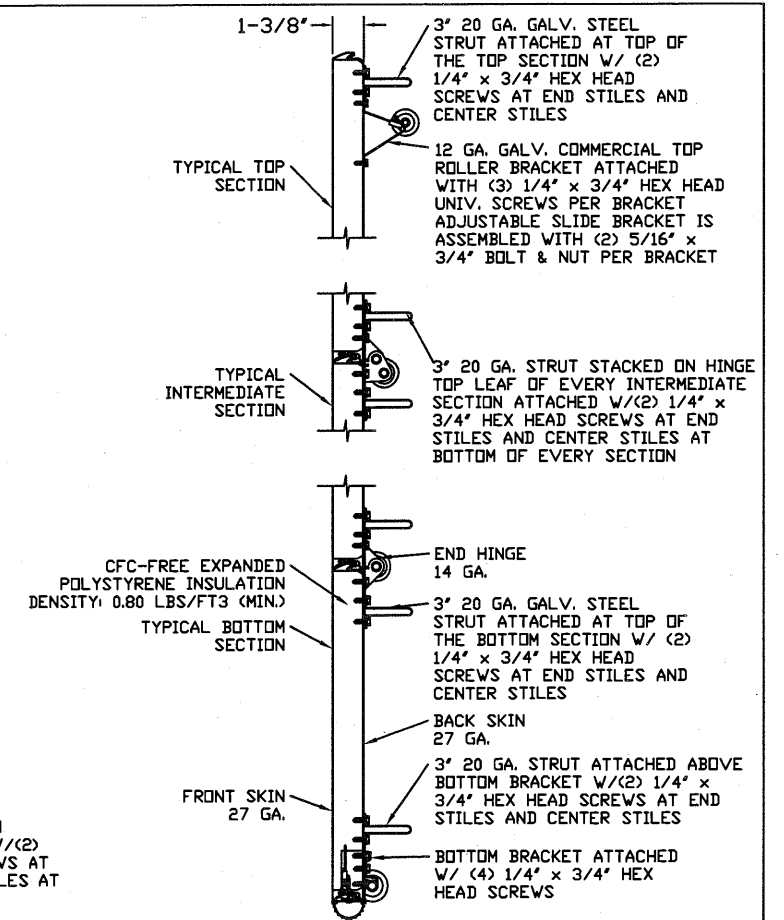 1-3/8"
3" 20 GA. GALV. STEEL
STRUT ATTACHED AT TOP OF
THE TOP SECTION W/ (2)
1/4" x 3/4" HEX HEAD
SCREWS AT END STILES AND
CENTER STILES
12 GA. GALV. COMMERCIAL TOP
ROLLER BRACKET ATTACHED
WITH (3) 1/4" x 3/4" HEX HEAD
UNIV. SCREWS PER BRACKET
ADJUSTABLE SLIDE BRACKET IS
ASSEMBLED WITH (2) 5/16" x
3/4" BOLT & NUT PER BRACKET
TYPICAL TOP
SECTION
3" 20 GA. STRUT STACKED ON HINGE
TOP LEAF OF EVERY INTERMEDIATE
SECTION ATTACHED W/(2) 1/4" x
3/4" HEX HEAD SCREWS AT END
STILES AND CENTER STILES AT
BOTTOM OF EVERY SECTION
TYPICAL
INTERMEDIATE
SECTION
END HINGE
14 GA.
CFC-FREE EXPANDED
POLYSTYRENE INSULATION
DENSITY: 0.80 LBS/FT3 (MIN.)
TYPICAL BOTTOM
SECTION
3" 20 GA. GALV. STEEL
STRUT ATTACHED AT TOP OF
THE BOTTOM SECTION W/ (2)
1/4" x 3/4" HEX HEAD
SCREWS AT END STILES AND
CENTER STILES
BACK SKIN
27 GA.
3" 20 GA. STRUT ATTACHED ABOVE
BOTTOM BRACKET W/(2) 1/4" x
3/4" HEX HEAD SCREWS AT END
STILES AND CENTER STILES
FRONT SKIN
27 GA.
BOTTOM BRACKET ATTACHED
W/ (4) 1/4" x 3/4" HEX
HEAD SCREWS
/(2)
WS AT
LES AT